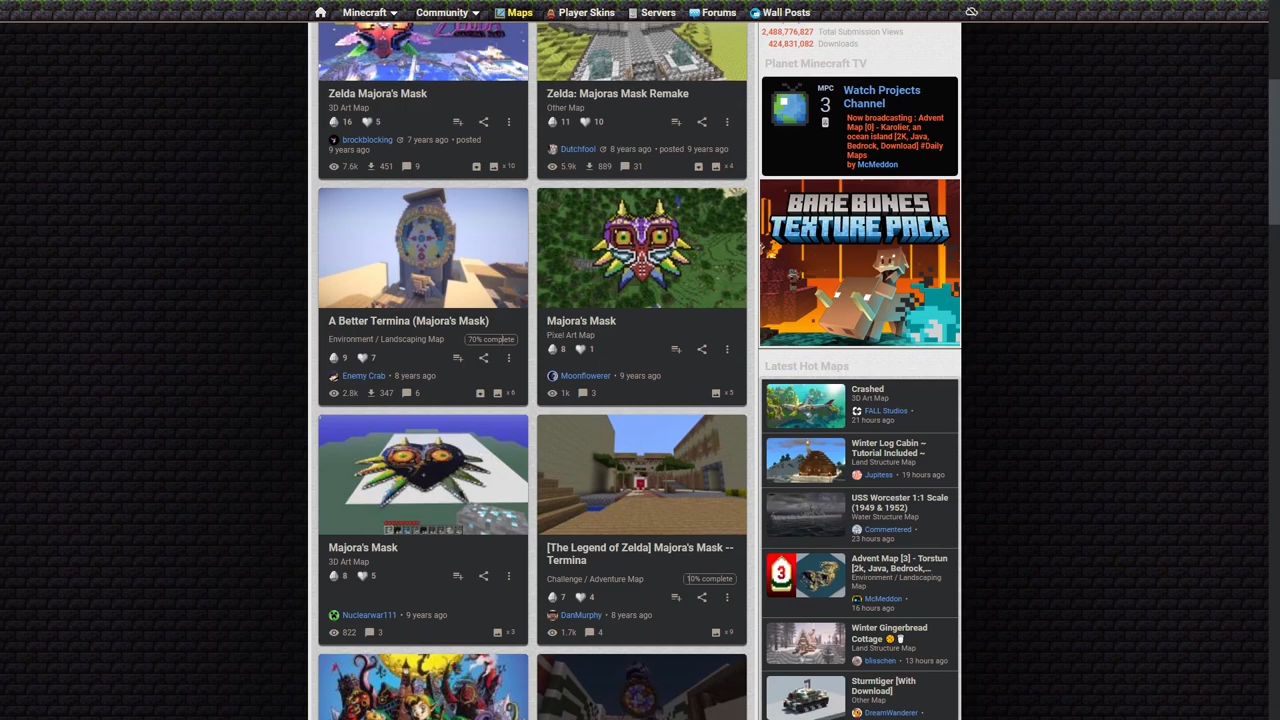 Minecraft
Community
Maps
Player Skins
Servers
Forums
Wall Posts
Zelda Majora's Mask
3D Art Map
16 5
brockblocking 7 years ago • posted
9 years ago
7.6k 451 9 x 10
Zelda: Majoras Mask Remake
Other Map
11 10
Dutchfool 8 years ago • posted 9 years ago
5.9k 889 31 x 4
A Better Termina (Majora's Mask)
Environment / Landscaping Map 70% complete
9 7
Enemy Crab • 8 years ago
2.8k 347 6 x 6
Majora's Mask
Pixel Art Map
8 1
Moonflowerer • 9 years ago
1k 3 x 5
Majora's Mask
3D Art Map
8 5
Nuclearwar111 • 9 years ago
822 3 x 3
[The Legend of Zelda] Majora's Mask --
Termina
Challenge / Adventure Map 10% complete
7 4
DanMurphy • 8 years ago
1.7k 4 x 9
2,488,776,827 Total Submission Views
424,831,082 Downloads
Planet Minecraft TV
MPC
3
Watch Projects
Channel
Now broadcasting : Advent
Map [0] - Karolier, an
ocean island [2K, Java,
Bedrock, Download] #Daily
Maps
by McMeddon
BARE BONES
TEXTURE PACK
Latest Hot Maps
Crashed
3D Art Map
FALL Studios •
21 hours ago
Winter Log Cabin ~
Tutorial Included ~
Land Structure Map
Jupitess • 19 hours ago
USS Worcester 1:1 Scale
(1949 & 1952)
Water Structure Map
Commentered •
23 hours ago
3
Advent Map [3] - Torstun
[2k, Java, Bedrock,...
Environment / Landscaping
Map
McMeddon •
16 hours ago
Winter Gingerbread
Cottage 🍪🥛
Land Structure Map
blisschen • 13 hours ago
Sturmtiger [With
Download]
Other Map
DreamWanderer •